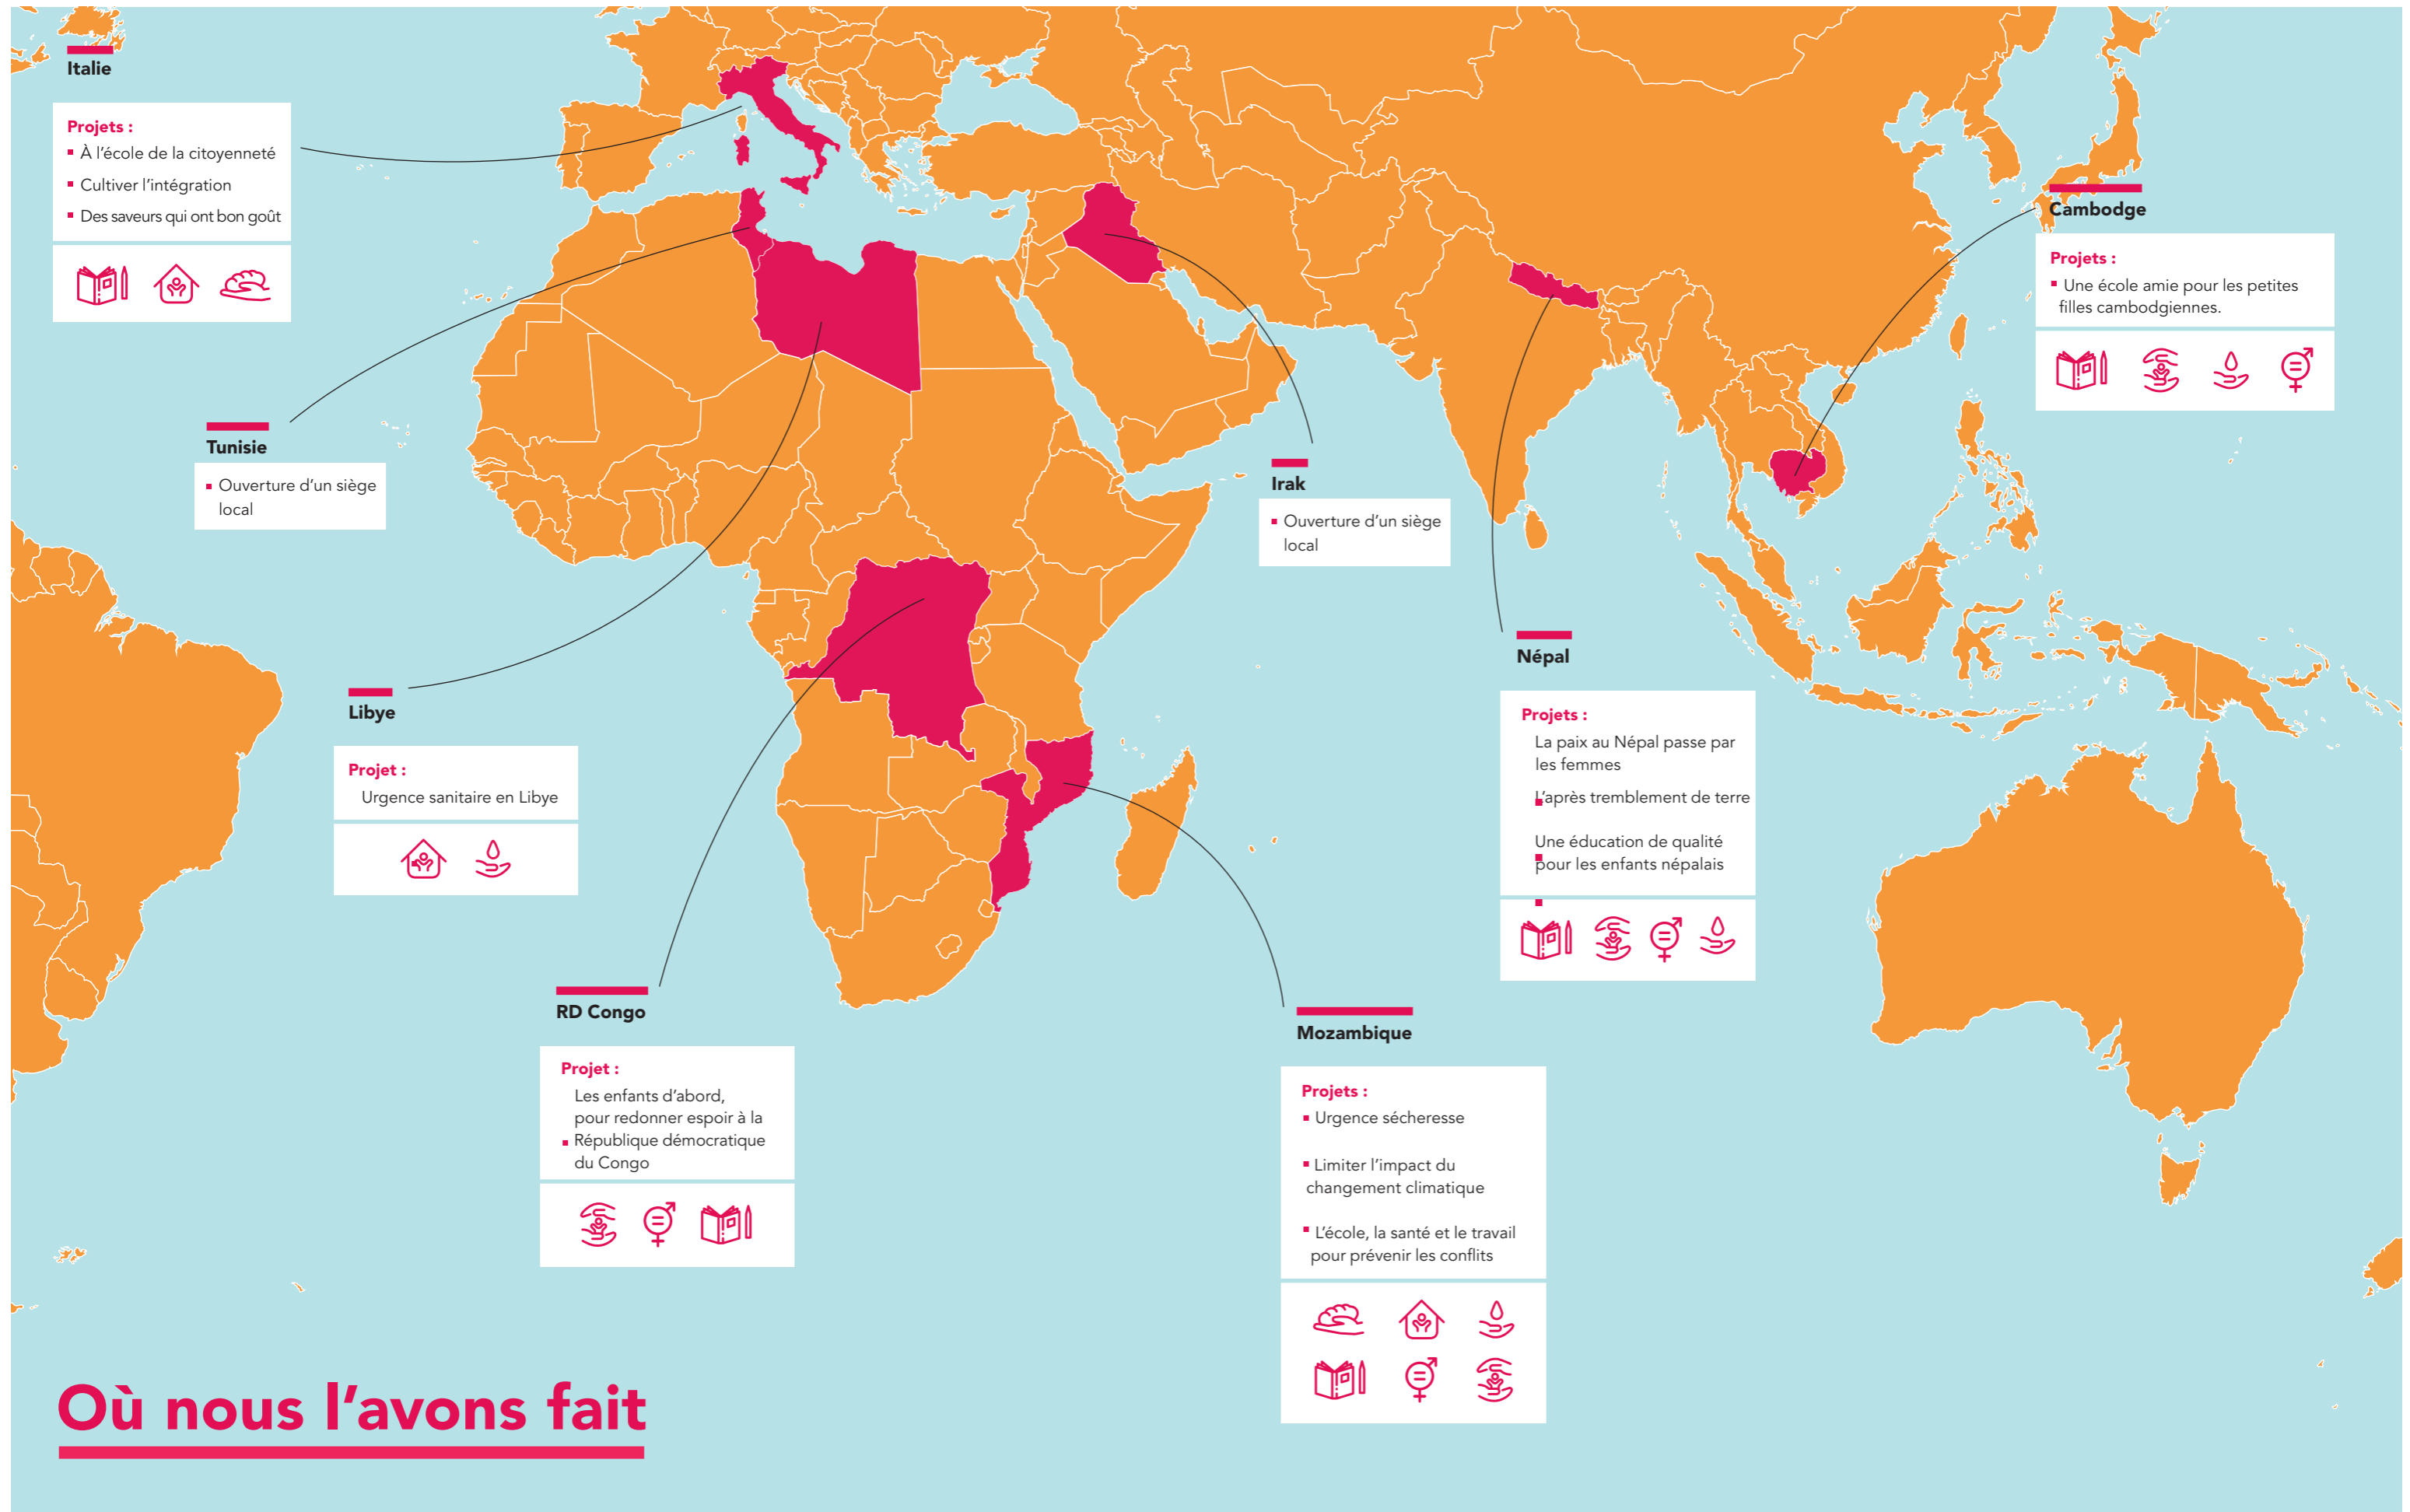 Italie
Projets :
À l'école de la citoyenneté
Cultiver l'intégration
Des saveurs qui ont bon goût
Cambodge
Projets :
Une école amie pour les petites
filles cambodgiennes.
Tunisie
Ouverture d'un siège
local
Irak
Ouverture d'un siège
local
Libye
Projet :
Urgence sanitaire en Libye
Népal
Projets :
La paix au Népal passe par
les femmes
L'après tremblement de terre
Une éducation de qualité
pour les enfants népalais
RD Congo
Projet :
Les enfants d'abord,
pour redonner espoir à la
République démocratique
du Congo
Mozambique
Projets :
Urgence sécheresse
Limiter l'impact du
changement climatique
L'école, la santé et le travail
pour prévenir les conflits
Où nous l'avons fait